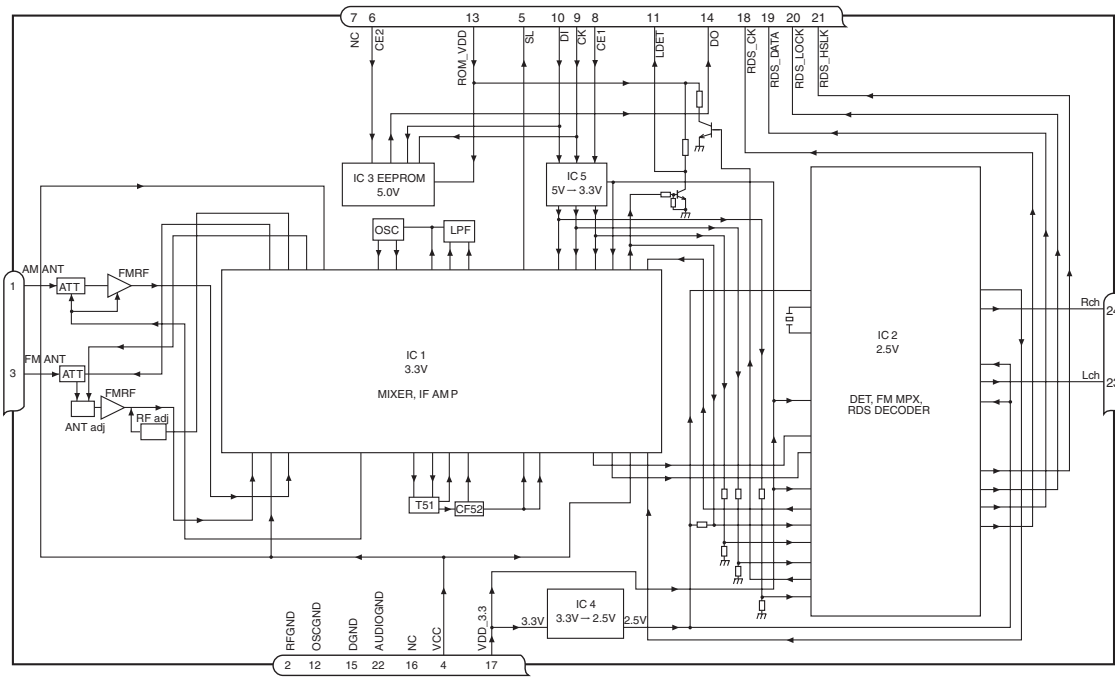 7 6 13 5 10 9 8 11 14 18 19 20 21
NC
CE2
ROM_VDD
SL
DI
CK
CE1
LDET
DO
RDS_CK
RDS_DATA
RDS_LOCK
RDS_HSLK
IC 3 EEPROM
5.0V
IC 5
5V→3.3V
OSC
LPF
AM ANT
1
ATT
FMRF
FM ANT
3
ATT
FMRF
ANT adj
RF adj
IC 1
3.3V
MIXER, IF AMP
IC 2
2.5V
DET, FM MPX,
RDS DECODER
Rch
24
Lch
23
T51
CF52
IC 4
3.3V→2.5V
3.3V
2.5V
RFGND
OSCGND
DGND
AUDIOGND
NC
VCC
VDD_3.3
2 12 15 22 16 4 17